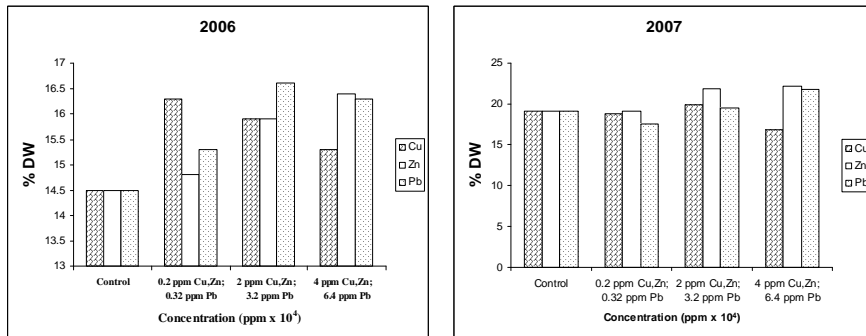 2006
% DW
17
16.5
16
15.5
15
14.5
14
13.5
13
Control
0.2 ppm Cu,Zn;
0.32 ppm Pb
2 ppm Cu,Zn;
3.2 ppm Pb
4 ppm Cu,Zn;
6.4 ppm Pb
Concentration (ppm x 10⁴)
Cu
Zn
Pb
2007
% DW
25
20
15
10
5
0
Control
0.2 ppm Cu,Zn;
0.32 ppm Pb
2 ppm Cu,Zn;
3.2 ppm Pb
4 ppm Cu,Zn;
6.4 ppm Pb
Concentration (ppm x 10⁴)
Cu
Zn
Pb